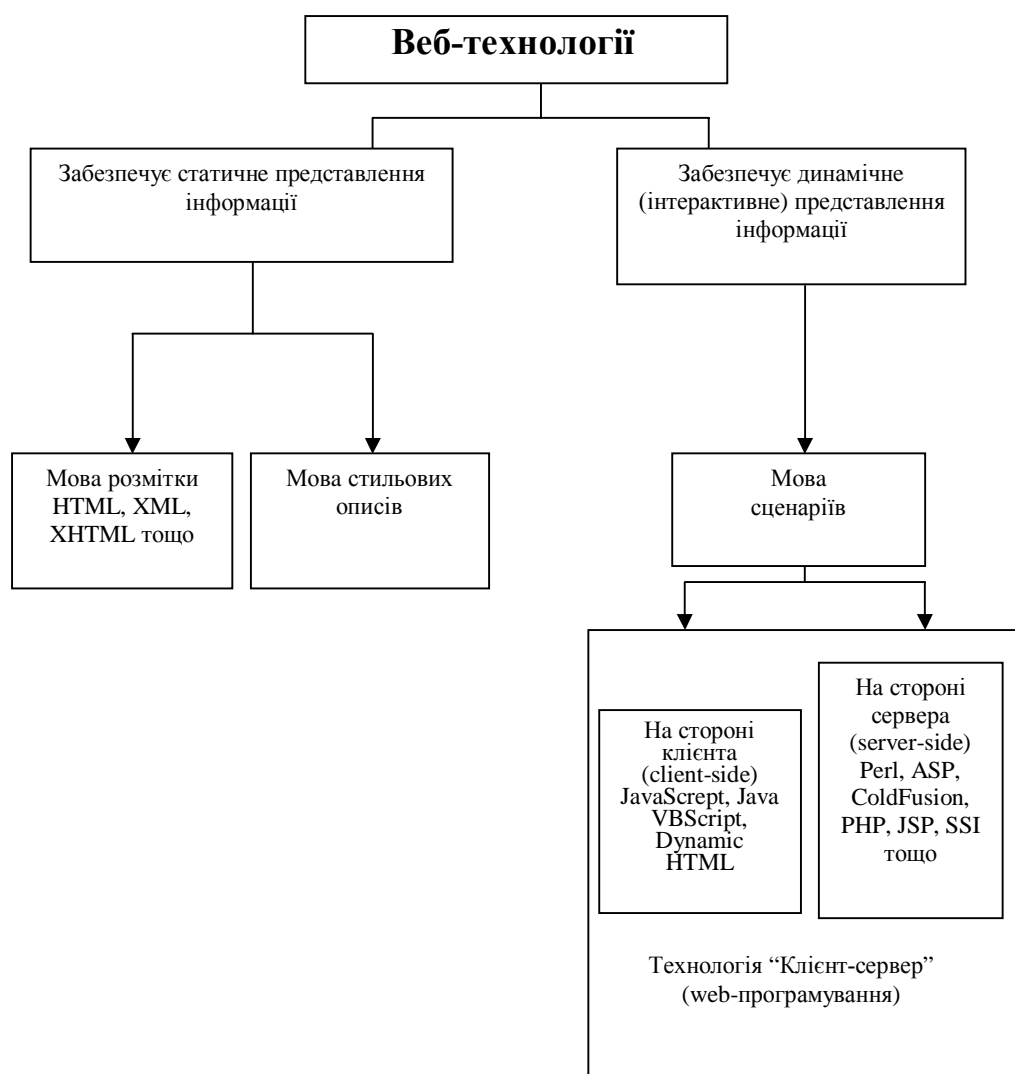 Веб-технології
Забезпечує статичне представлення
інформації
Забезпечує динамічне
(інтерактивне) представлення
інформації
Мова розмітки
HTML, XML,
XHTML тощо
Мова стильових
описів
Мова
сценаріїв
На стороні
клієнта
(client-side)
JavaScrept, Java
VBScript,
Dynamic
HTML
На стороні
сервера
(server-side)
Perl, ASP,
ColdFusion,
PHP, JSP, SSI
тощо
Технологія “Клієнт-сервер”
(web-програмування)